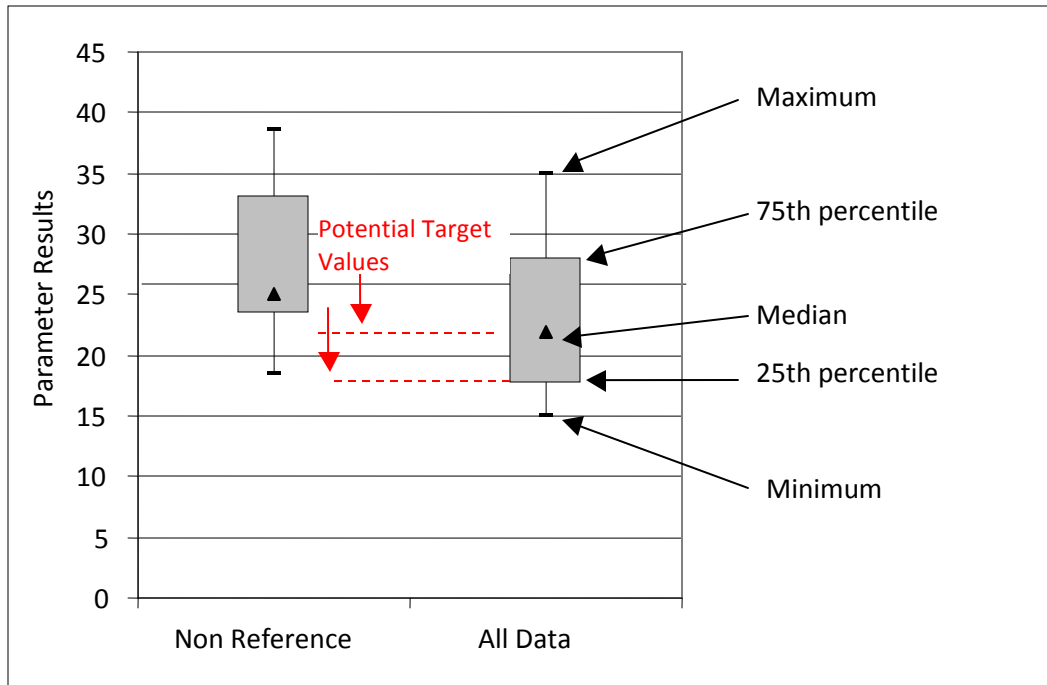 45
40
35
30
25
20
15
10
5
0
Parameter Results
Non Reference
All Data
Potential Target
Values
Maximum
75th percentile
Median
25th percentile
Minimum